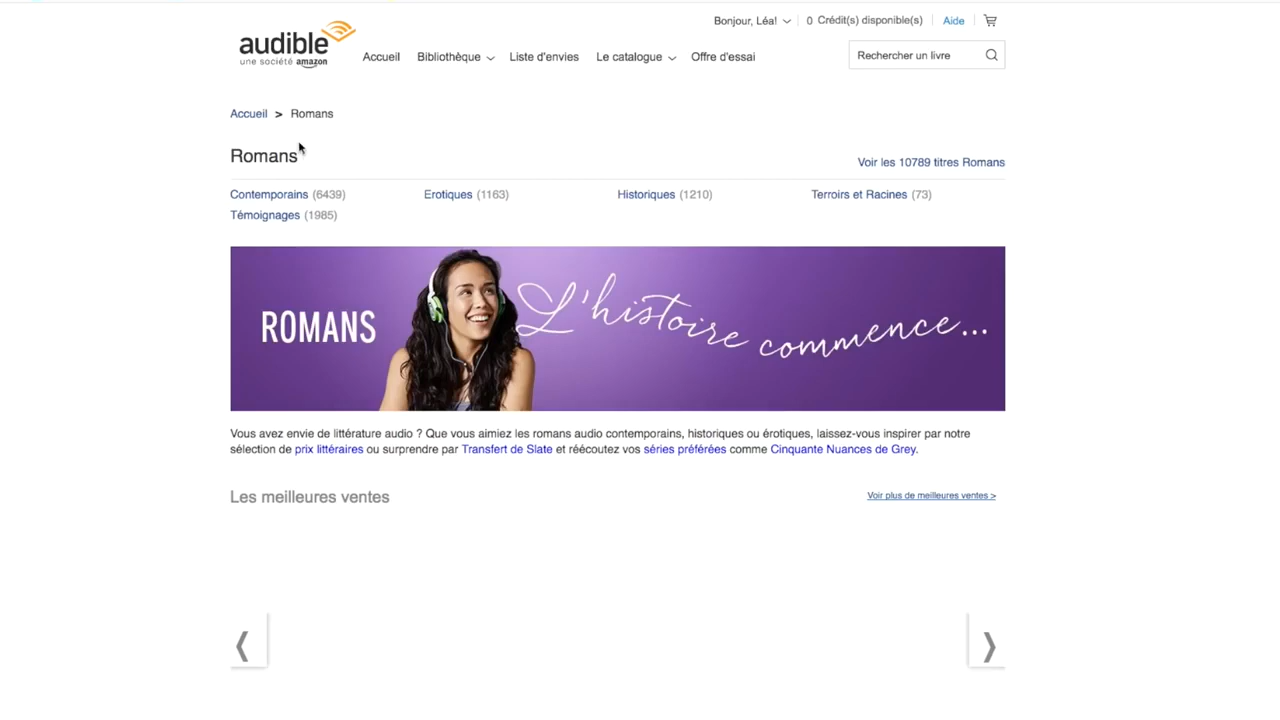 Bonjour, Léa! 0 Crédit(s) disponible(s) Aide
audible
une société amazon
Accueil Bibliothèque Liste d'envies Le catalogue Offre d'essai Rechercher un livre
Accueil > Romans
Romans
Voir les 10789 titres Romans
Contemporains (6439) Erotiques (1163) Historiques (1210) Terroirs et Racines (73)
Témoignages (1985)
ROMANS L'histoire commence...
Vous avez envie de littérature audio ? Que vous aimiez les romans audio contemporains, historiques ou érotiques, laissez-vous inspirer par notre
sélection de prix littéraires ou surprendre par Transfert de Slate et réécoutez vos séries préférées comme Cinquante Nuances de Grey.
Les meilleures ventes Voir plus de meilleures ventes >